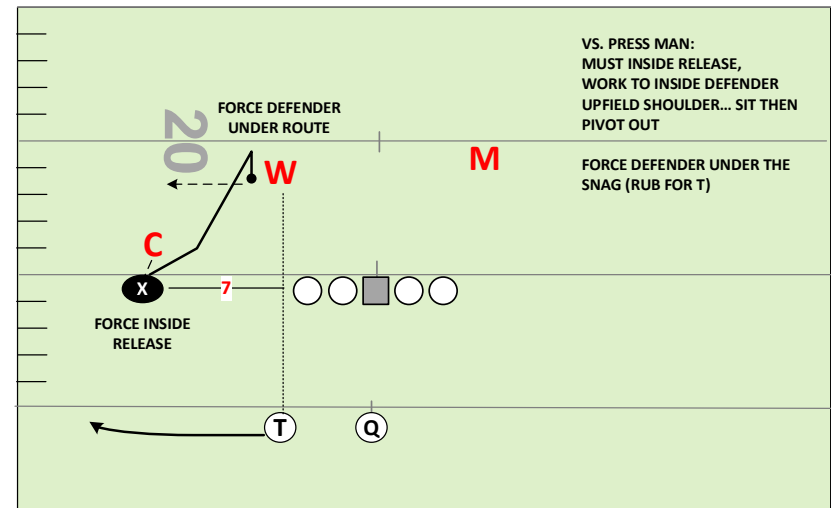 VS. PRESS MAN:
MUST INSIDE RELEASE,
WORK TO INSIDE DEFENDER
UPFIELD SHOULDER... SIT THEN
PIVOT OUT
FORCE DEFENDER UNDER THE
SNAG (RUB FOR T)
FORCE DEFENDER
UNDER ROUTE
20
W
M
C
X
7
FORCE INSIDE
RELEASE
T
Q